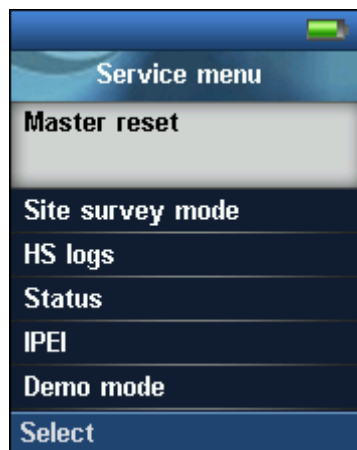 Service menu
Master reset
Site survey mode
HS logs
Status
IPEI
Demo mode
Select